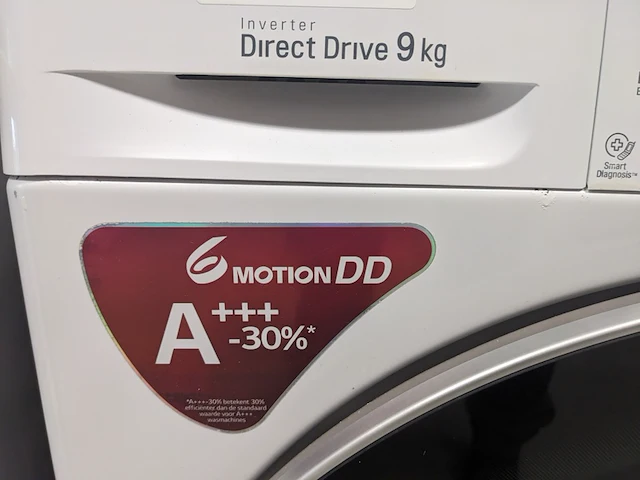 Inverter
Direct Drive 9 kg
Smart
Diagnosis™
6 MOTION DD
A+++
-30%*
*A+++-30% betekent 30%
efficiënter dan de standaard
waarde voor A+++
wasmachines